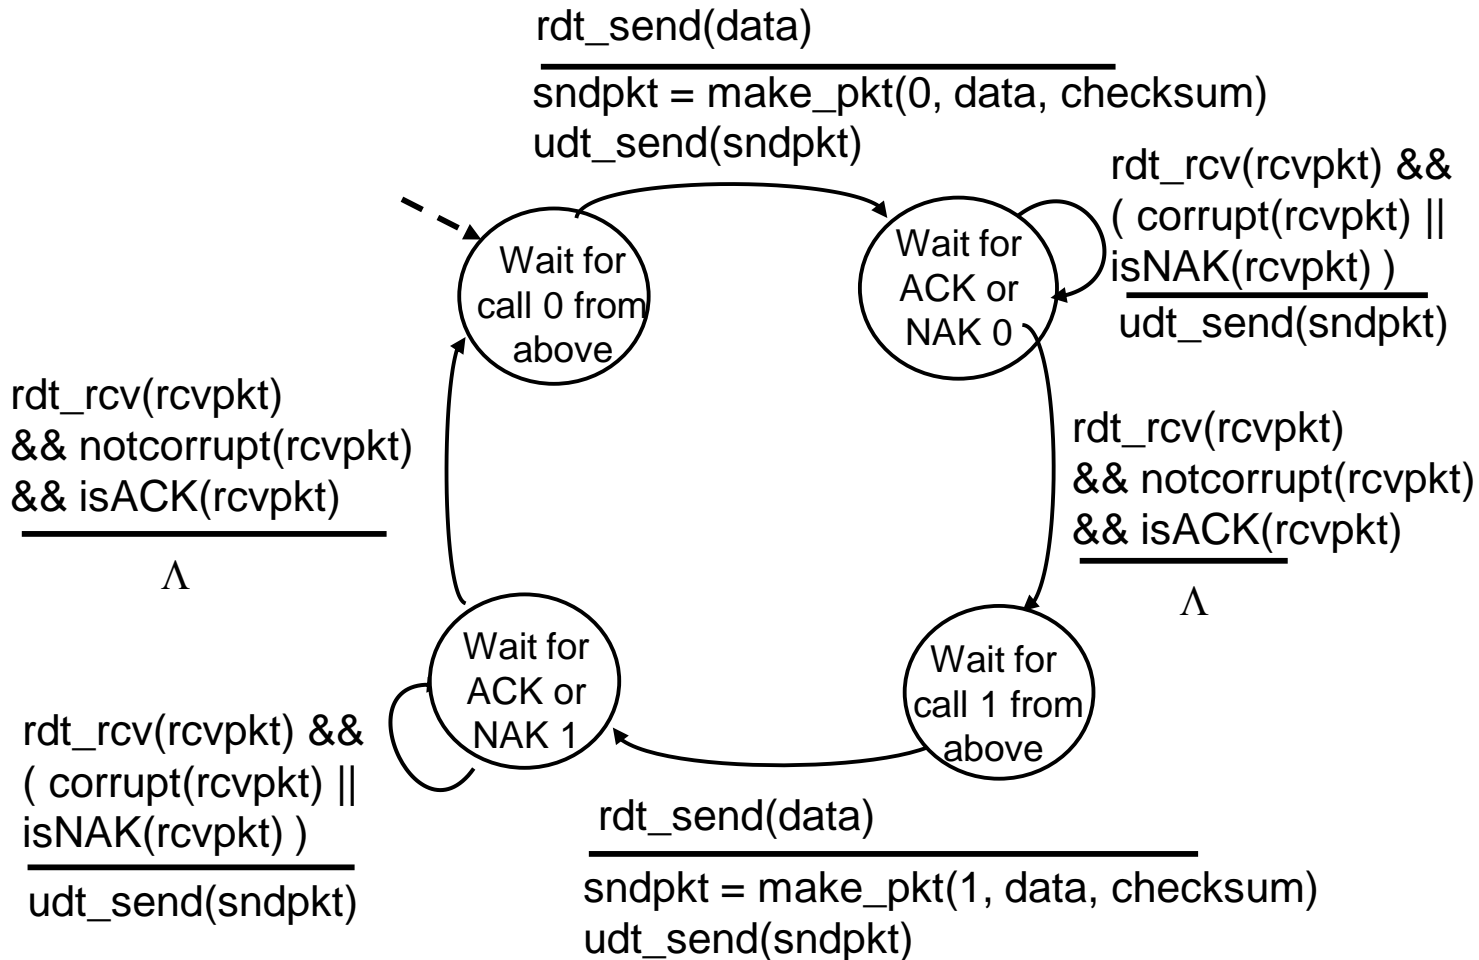 rdt_send(data)
sndpkt = make_pkt(0, data, checksum)
udt_send(sndpkt)
rdt_rcv(rcvpkt) &&
( corrupt(rcvpkt) ||
isNAK(rcvpkt) )
udt_send(sndpkt)
Wait for
call 0 from
above
Wait for
ACK or
NAK 0
rdt_rcv(rcvpkt)
&& notcorrupt(rcvpkt)
&& isACK(rcvpkt)
Λ
rdt_rcv(rcvpkt)
&& notcorrupt(rcvpkt)
&& isACK(rcvpkt)
Λ
Wait for
ACK or
NAK 1
Wait for
call 1 from
above
rdt_rcv(rcvpkt) &&
( corrupt(rcvpkt) ||
isNAK(rcvpkt) )
udt_send(sndpkt)
rdt_send(data)
sndpkt = make_pkt(1, data, checksum)
udt_send(sndpkt)